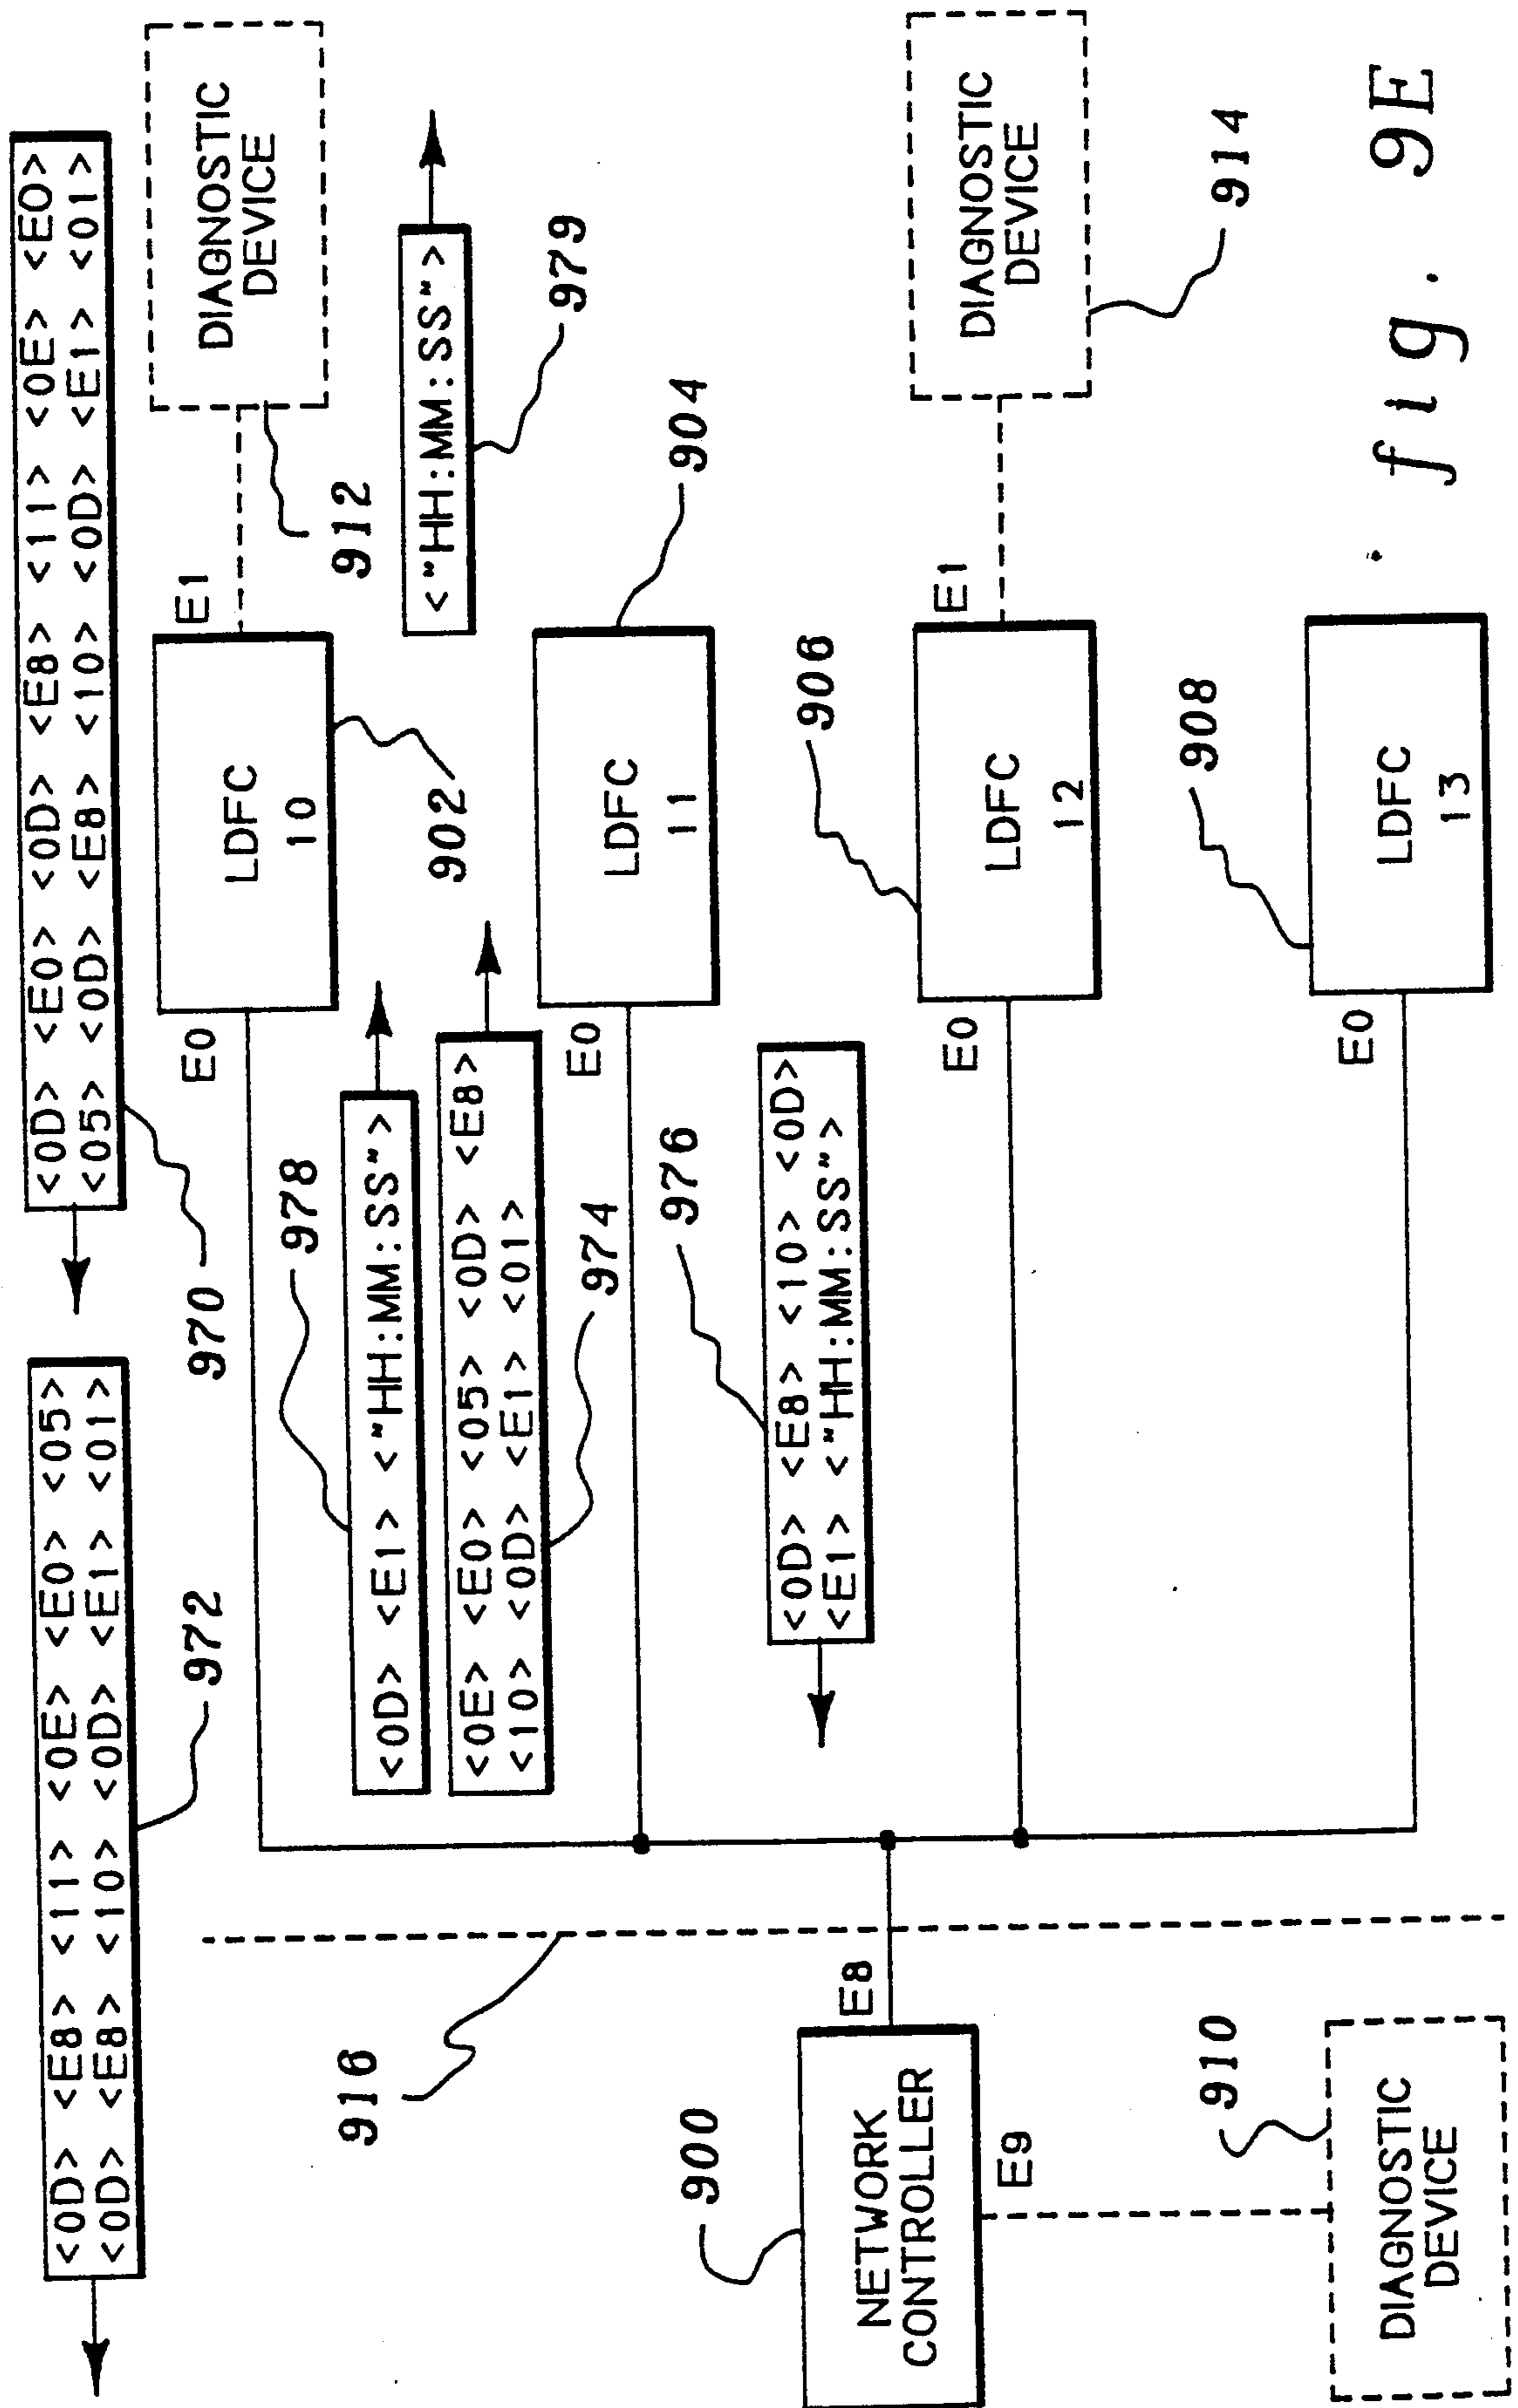 <0D> <E8> <11> <0E> <E0> <05>
<0D> <E8> <10> <0D> <E1> <01>
972
<0D> <E0> <0D> <E8> <11> <0E> <E0>
<05> <0D> <E8> <10> <0D> <E1> <01>
970
916
978
<0D> <E1> <"HH:MM:SS">
<0E> <E0> <05> <0D> <E8>
<10> <0D> <E1> <01>
974
E0
LDFC
10
902
E1
912
DIAGNOSTIC
DEVICE
<"HH:MM:SS">
979
E0
LDFC
11
904
976
<0D> <E8> <10> <0D>
<E1> <"HH:MM:SS">
900
NETWORK
CONTROLLER
E8
E9
910
DIAGNOSTIC
DEVICE
E0
906
LDFC
12
E1
DIAGNOSTIC
DEVICE
914
E0
908
LDFC
13
fig. 9E